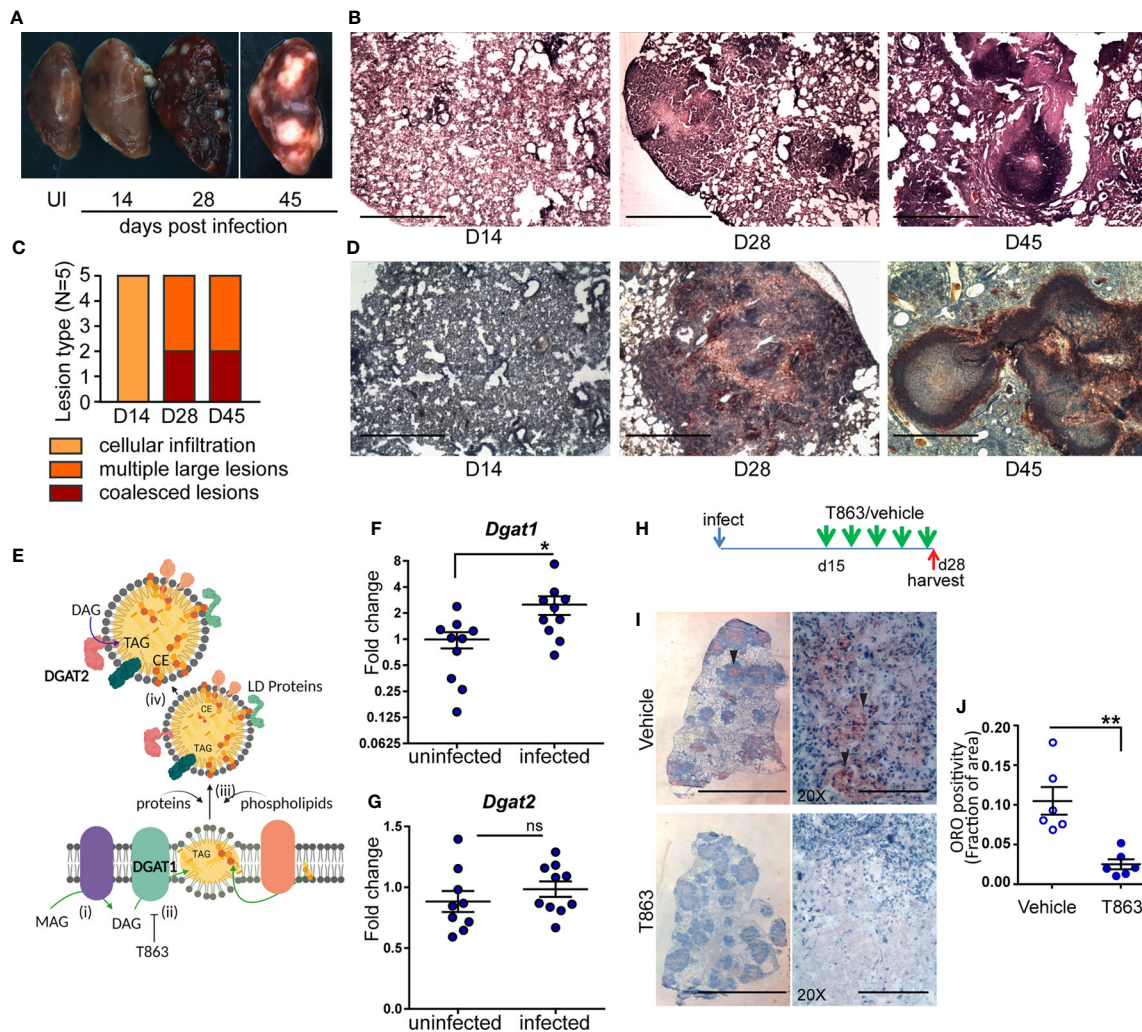 A
UI 14 28 45
days post infection
B
D14 D28 D45
C
Lesion type (N=5)
5
4
3
2
1
0
D14 D28 D45
cellular infiltration
multiple large lesions
coalesced lesions
D
D14 D28 D45
E
DAG
TAG
CE
DGAT2
(iv)
LD Proteins
CE
TAG
(iii)
proteins phospholipids
TAG
DGAT1
MAG (i) DAG (ii)
T863
F
Dgat1
*
Fold change
8
4
2
1
0.5
0.25
0.125
0.0625
uninfected infected
G
Dgat2
ns
Fold change
1.5
1.0
0.5
0.0
uninfected infected
H
infect T863/vehicle
d15 d28
harvest
I
Vehicle
20X
T863
20X
J
**
ORO positivity
(Fraction of area)
0.20
0.15
0.10
0.05
0.00
Vehicle T863